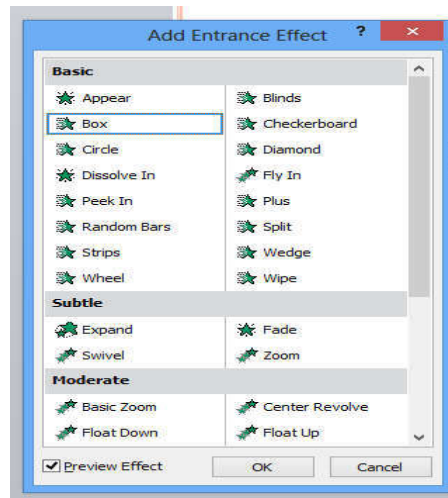 Add Entrance Effect ?
Basic
Appear Blinds
Box Checkerboard
Circle Diamond
Dissolve In Fly In
Peek In Plus
Random Bars Split
Strips Wedge
Wheel Wipe
Subtle
Expand Fade
Swivel Zoom
Moderate
Basic Zoom Center Revolve
Float Down Float Up
Preview Effect OK Cancel